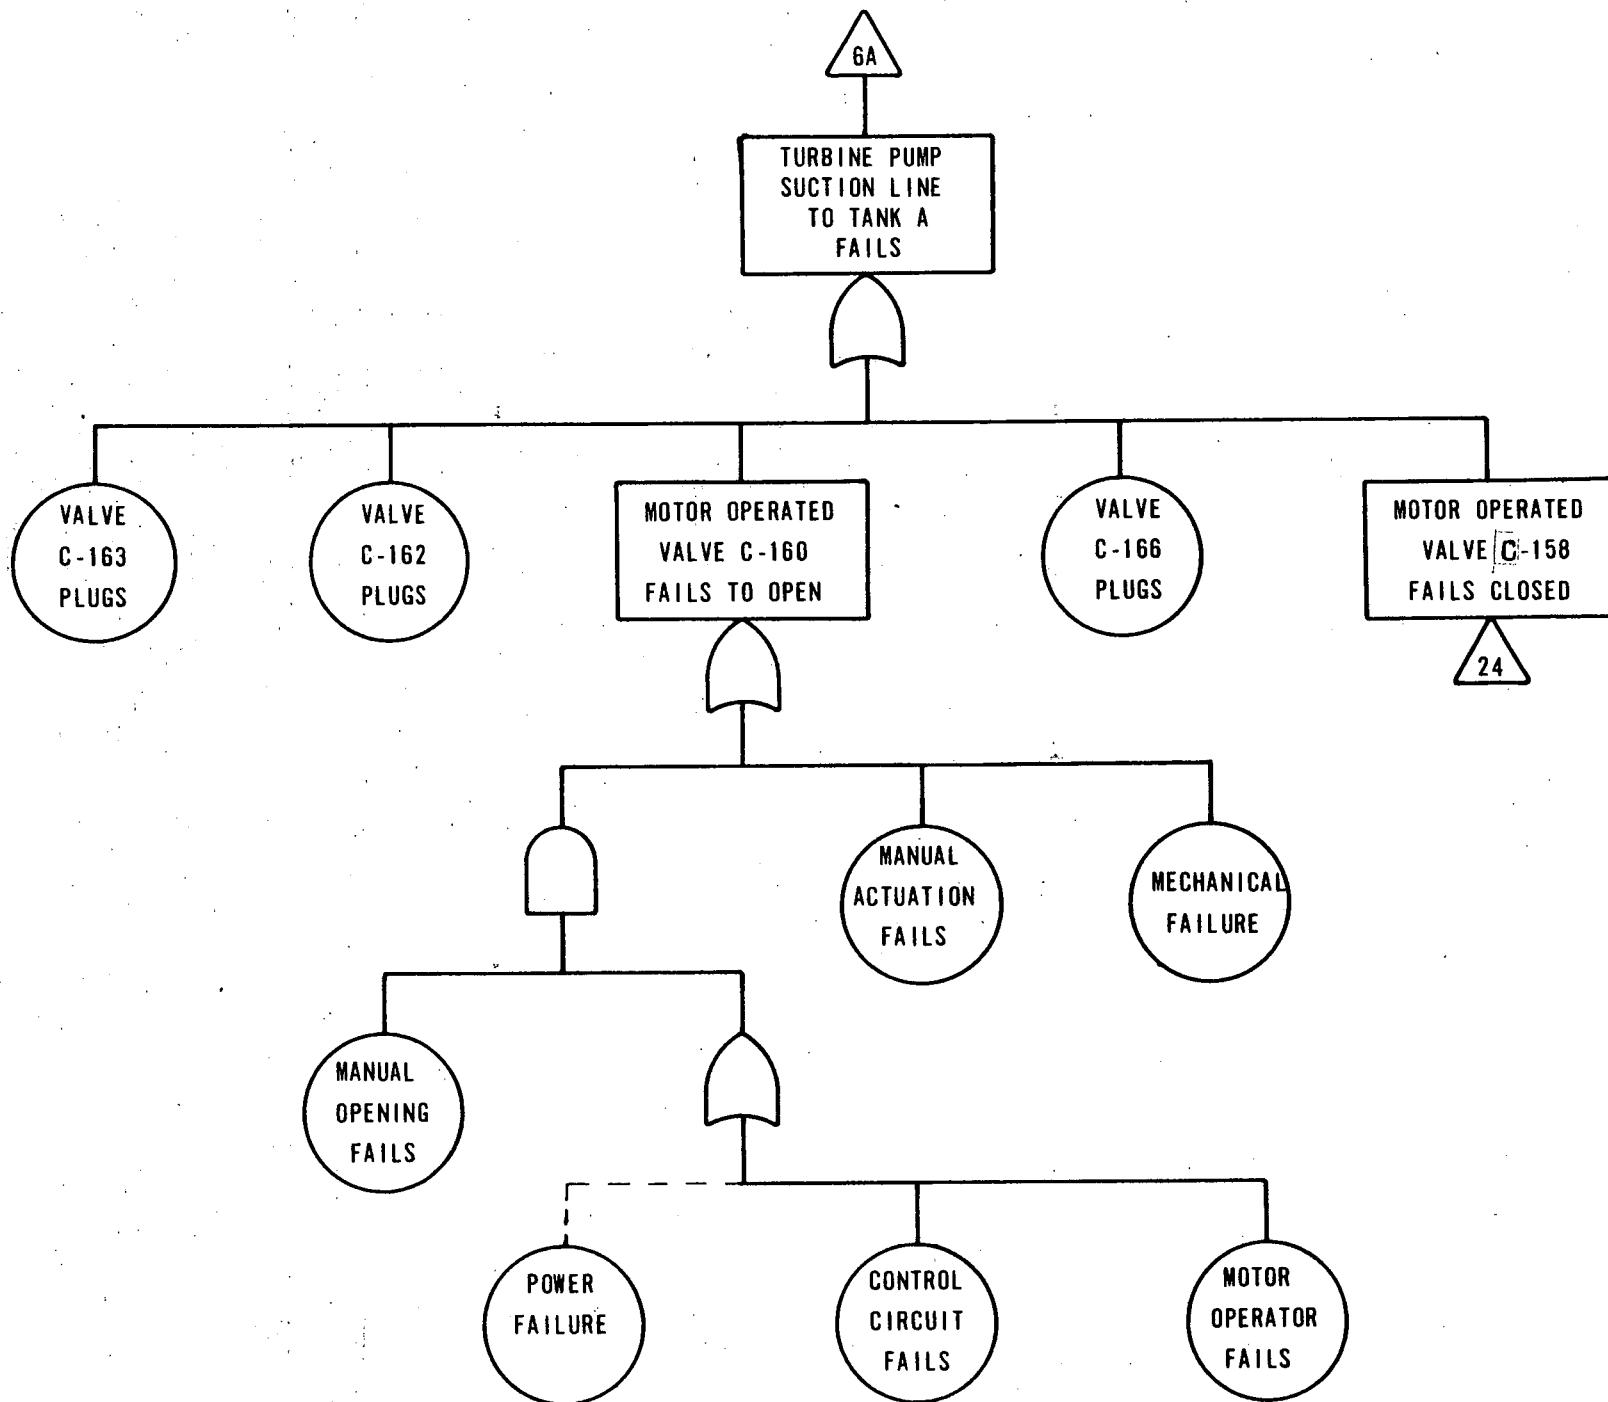 6A
TURBINE PUMP
SUCTION LINE
TO TANK A
FAILS
VALVE
C-163
PLUGS
VALVE
C-162
PLUGS
MOTOR OPERATED
VALVE C-160
FAILS TO OPEN
VALVE
C-166
PLUGS
MOTOR OPERATED
VALVE C-158
FAILS CLOSED
24
MANUAL
ACTUATION
FAILS
MECHANICAL
FAILURE
MANUAL
OPENING
FAILS
POWER
FAILURE
CONTROL
CIRCUIT
FAILS
MOTOR
OPERATOR
FAILS